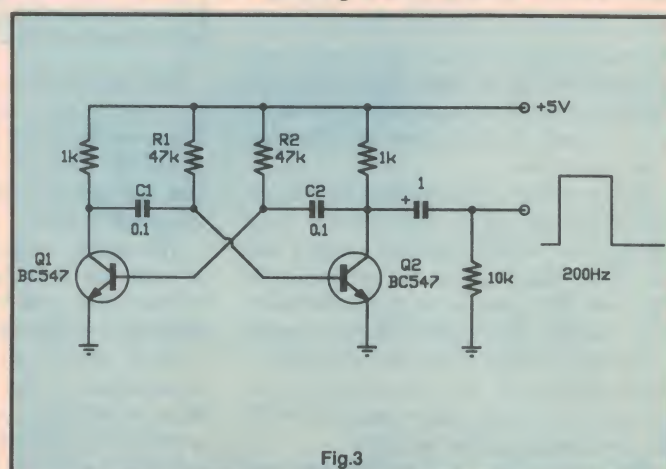 +5V
1k
R1
47k
R2
47k
1k
C1
0.1
C2
0.1
+
1
Q1
BC547
Q2
BC547
10k
200Hz
Fig.3